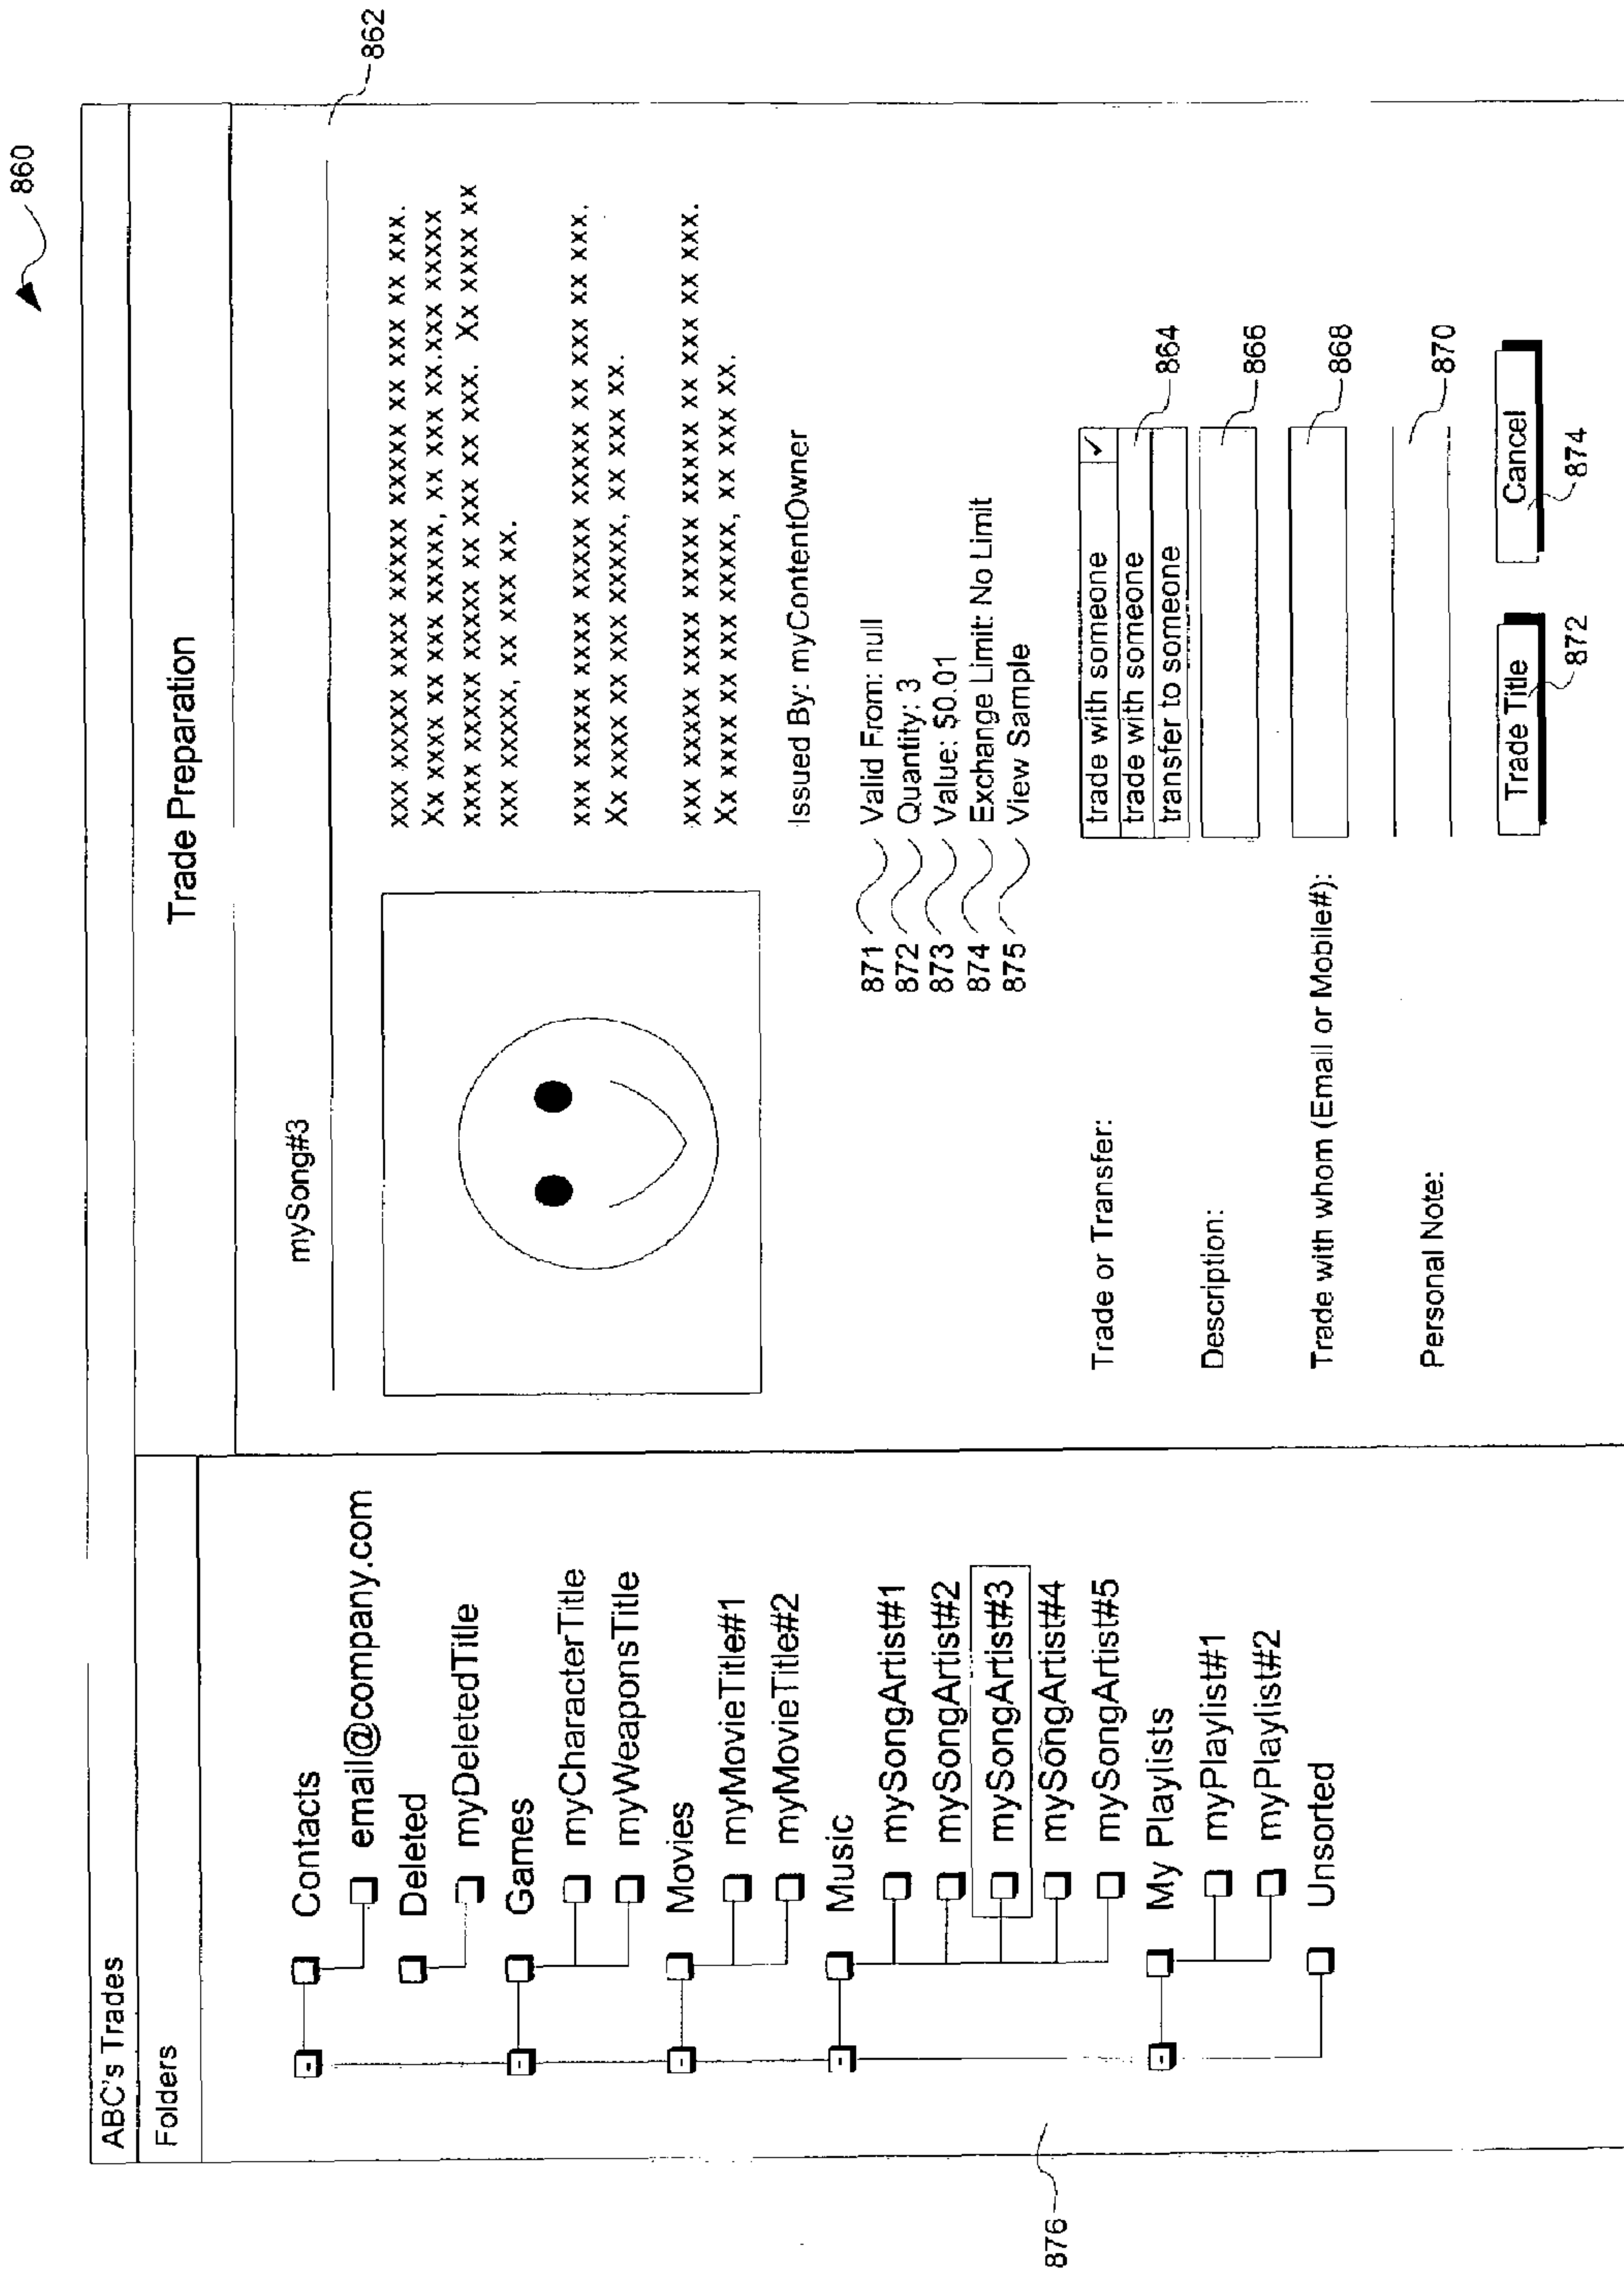 860
ABC's Trades
Folders
Contacts
email@company.com
Deleted
myDeletedTitle
Games
myCharacterTitle
myWeaponsTitle
Movies
myMovieTitle#1
myMovieTitle#2
Music
mySongArtist#1
mySongArtist#2
mySongArtist#3
mySongArtist#4
mySongArtist#5
My Playlists
myPlaylist#1
myPlaylist#2
Unsorted
876
Trade Preparation
mySong#3
862
xxx xxxxx xxxx xxxxx xxxxx xx xxx xx xxx.
Xx xxxx xx xxx xxxxx, xx xxx xx.xxx xxxxx
xxxx xxxxx xxxxx xx xxx xx xxx. Xx xxxx xx
xxx xxxxx, xx xxx xx.
xxx xxxxx xxxx xxxxx xxxxx xx xxx xx xxx.
Xx xxxx xx xxx xxxxx, xx xxx xx.
xxx xxxxx xxxx xxxxx xxxxx xx xxx xx xxx.
Xx xxxx xx xxx xxxxx, xx xxx xx.
Issued By: myContentOwner
871 Valid From: null
872 Quantity: 3
873 Value: $0.01
874 Exchange Limit: No Limit
875 View Sample
Trade or Transfer:
trade with someone ✓
trade with someone 864
transfer to someone
Description: 866
Trade with whom (Email or Mobile#): 868
Personal Note: 870
Trade Title Cancel
872 874